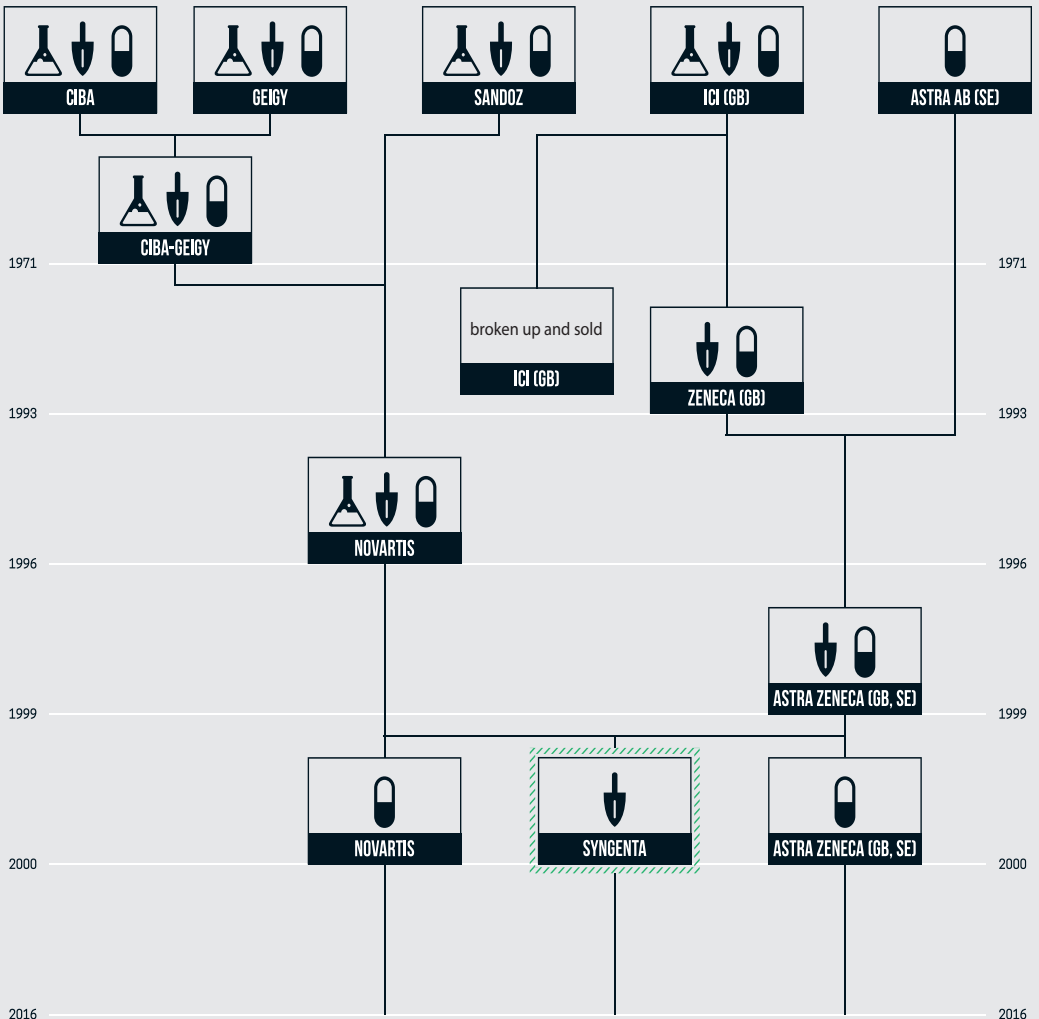 CIBA
GEIGY
SANDOZ
ICI (GB)
ASTRA AB (SE)
CIBA-GEIGY
1971
1971
broken up and sold
ICI (GB)
ZENECA (GB)
1993
1993
NOVARTIS
1996
1996
ASTRA ZENECA (GB, SE)
1999
1999
NOVARTIS
SYNGENTA
ASTRA ZENECA (GB, SE)
2000
2000
2016
2016